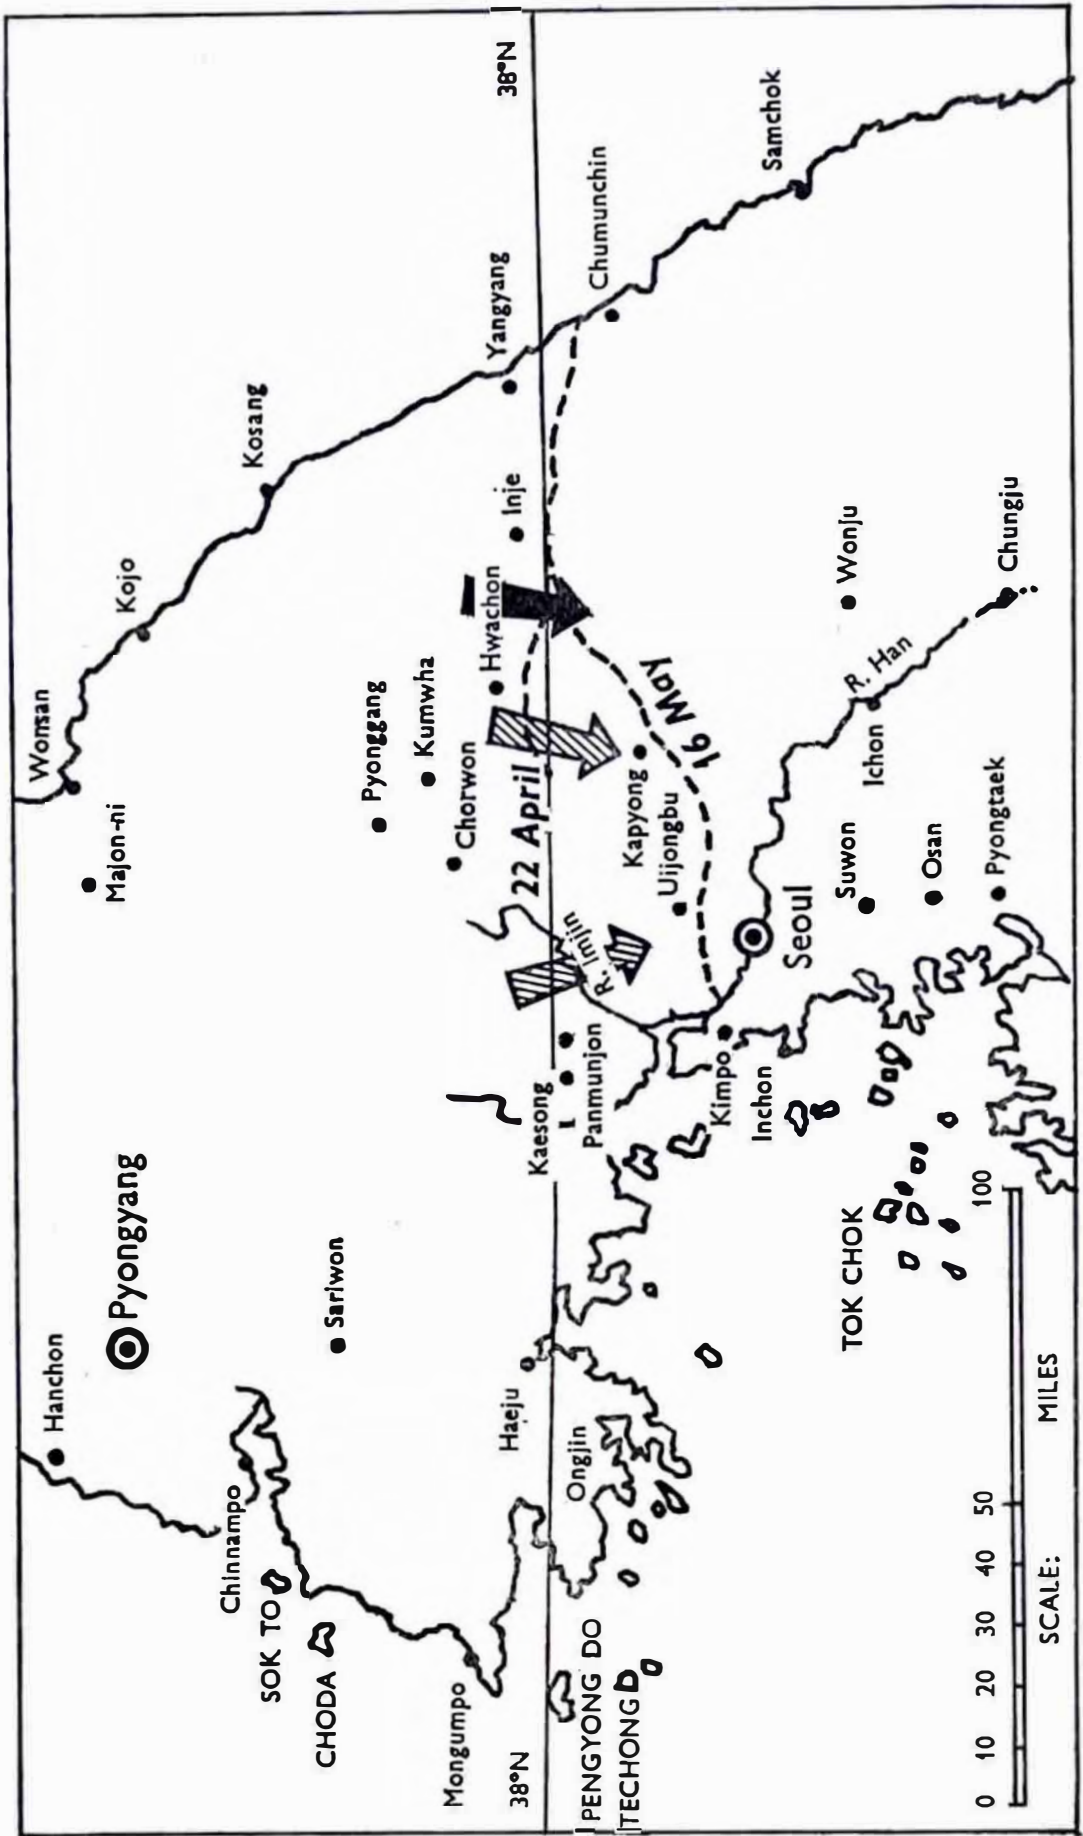 Hanchon
Pyongyang
Majon-ni
Wonsan
Kojo
Kosang
Chinnampo
SOK TO
CHODA
Sariwon
Pyonggang
Kumwha
Chorwon
Hwachon
Inje
Yangyang
38°N
Mongumpo
38°N
Haeju
Ongjin
Kaesong
Panmunjon
R. Imjin
22 April
16 May
Kapyong
Uijongbu
Chumunchin
Samchok
PENGYONG DO
TECHONG
Kimpo
Inchon
Seoul
Suwon
Osan
Pyongtaek
Ichon
R. Han
Wonju
Chungju
TOK CHOK
0 10 20 30 40 50 100
SCALE: MILES